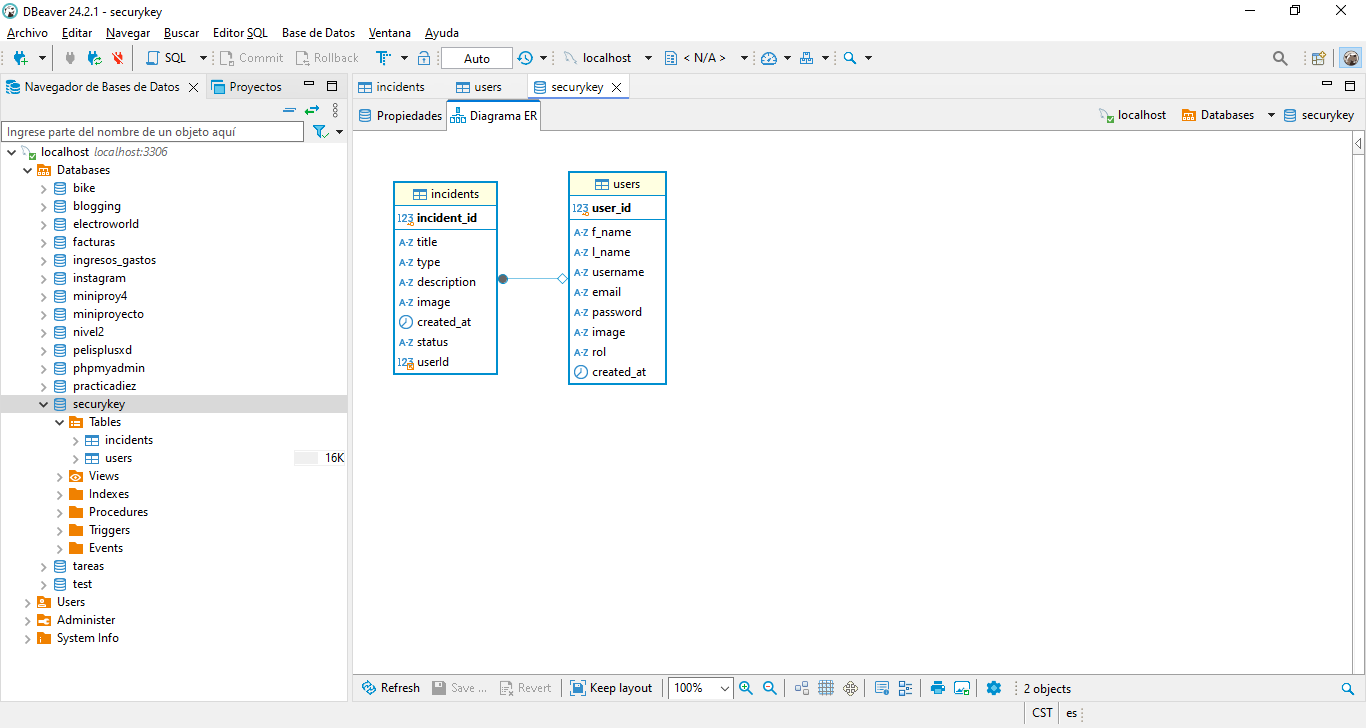 DBeaver 24.2.1 - securykey
Archivo Editar Navegar Buscar Editor SQL Base de Datos Ventana Ayuda
SQL Commit Rollback Auto localhost < N/A >
Navegador de Bases de Datos Proyectos
incidents users securykey
Propiedades Diagrama ER localhost Databases securykey
Ingrese parte del nombre de un objeto aquí
localhost localhost:3306
Databases
bike
blogging
electroworld
facturas
ingresos_gastos
instagram
miniproy4
miniproyecto
nivel2
pelisplusxd
phpmyadmin
practicadiez
securykey
Tables
incidents
users 16K
Views
Indexes
Procedures
Triggers
Events
tareas
test
Users
Administer
System Info
incidents
123 incident_id
A-Z title
A-Z type
A-Z description
A-Z image
created_at
A-Z status
123 userId
users
123 user_id
A-Z f_name
A-Z l_name
A-Z username
A-Z email
A-Z password
A-Z image
A-Z rol
created_at
Refresh Save ... Revert Keep layout 100% 2 objects
CST es